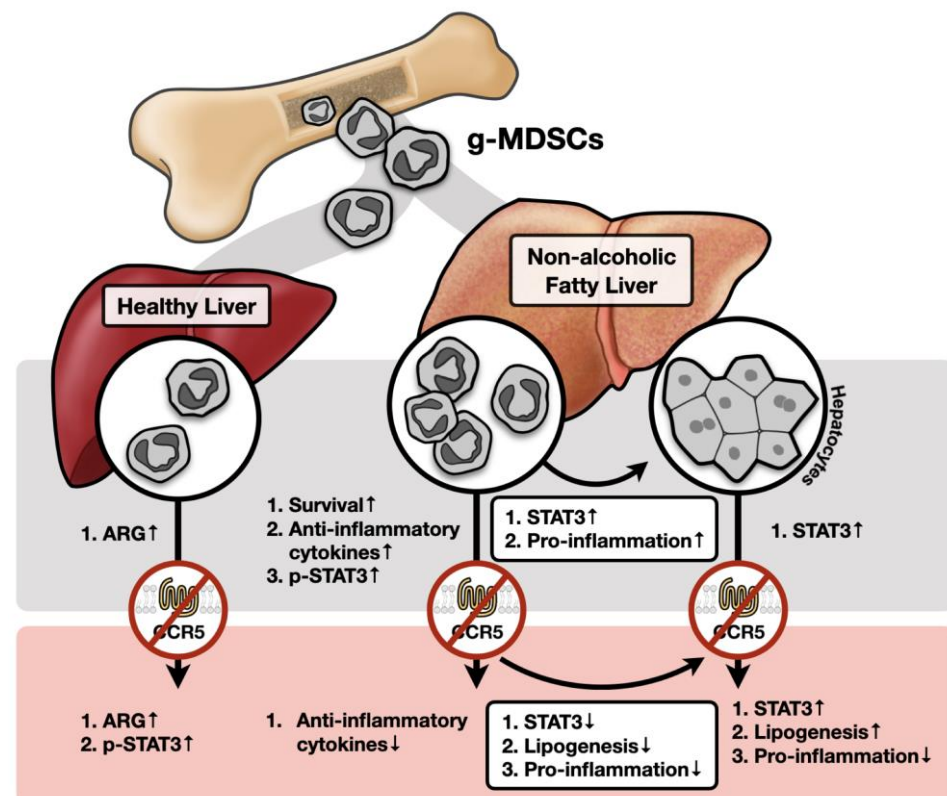 g-MDSCs
Non-alcoholic
Fatty Liver
Healthy Liver
Hepatocytes
1. ARG↑
1. Survival↑
2. Anti-inflammatory
cytokines↑
3. p-STAT3↑
1. STAT3↑
2. Pro-inflammation↑
1. STAT3↑
CCR5
CCR5
CCR5
1. ARG↑
2. p-STAT3↑
1. Anti-inflammatory
cytokines↓
1. STAT3↓
2. Lipogenesis↓
3. Pro-inflammation↓
1. STAT3↑
2. Lipogenesis↑
3. Pro-inflammation↓